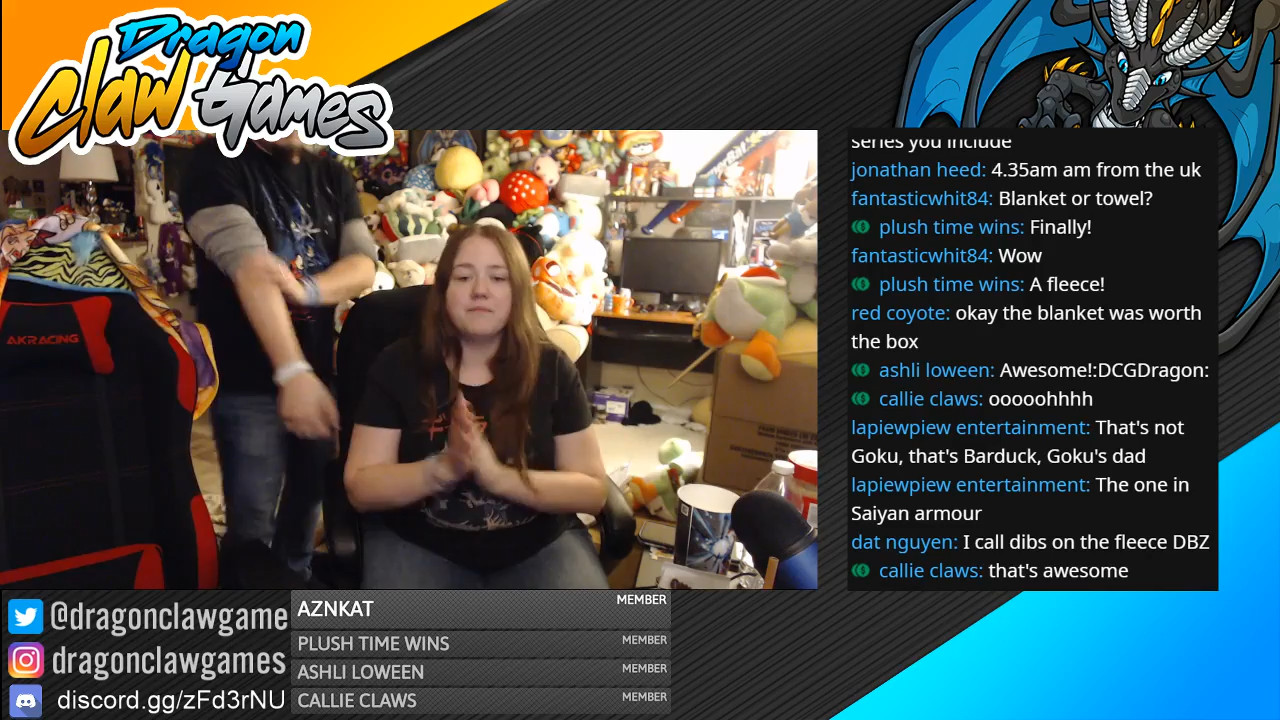 Dragon
Claw Games
AKRACING
series you include
jonathan heed: 4.35am am from the uk
fantasticwhit84: Blanket or towel?
plush time wins: Finally!
fantasticwhit84: Wow
plush time wins: A fleece!
red coyote: okay the blanket was worth
the box
ashli loween: Awesome!:DCGDragon:
callie claws: ooooohhhh
lapiewpiew entertainment: That's not
Goku, that's Barduck, Goku's dad
lapiewpiew entertainment: The one in
Saiyan armour
dat nguyen: I call dibs on the fleece DBZ
callie claws: that's awesome
@dragonclawgame
dragonclawgames
discord.gg/zFd3rNU
AZNKAT MEMBER
PLUSH TIME WINS MEMBER
ASHLI LOWEEN MEMBER
CALLIE CLAWS MEMBER